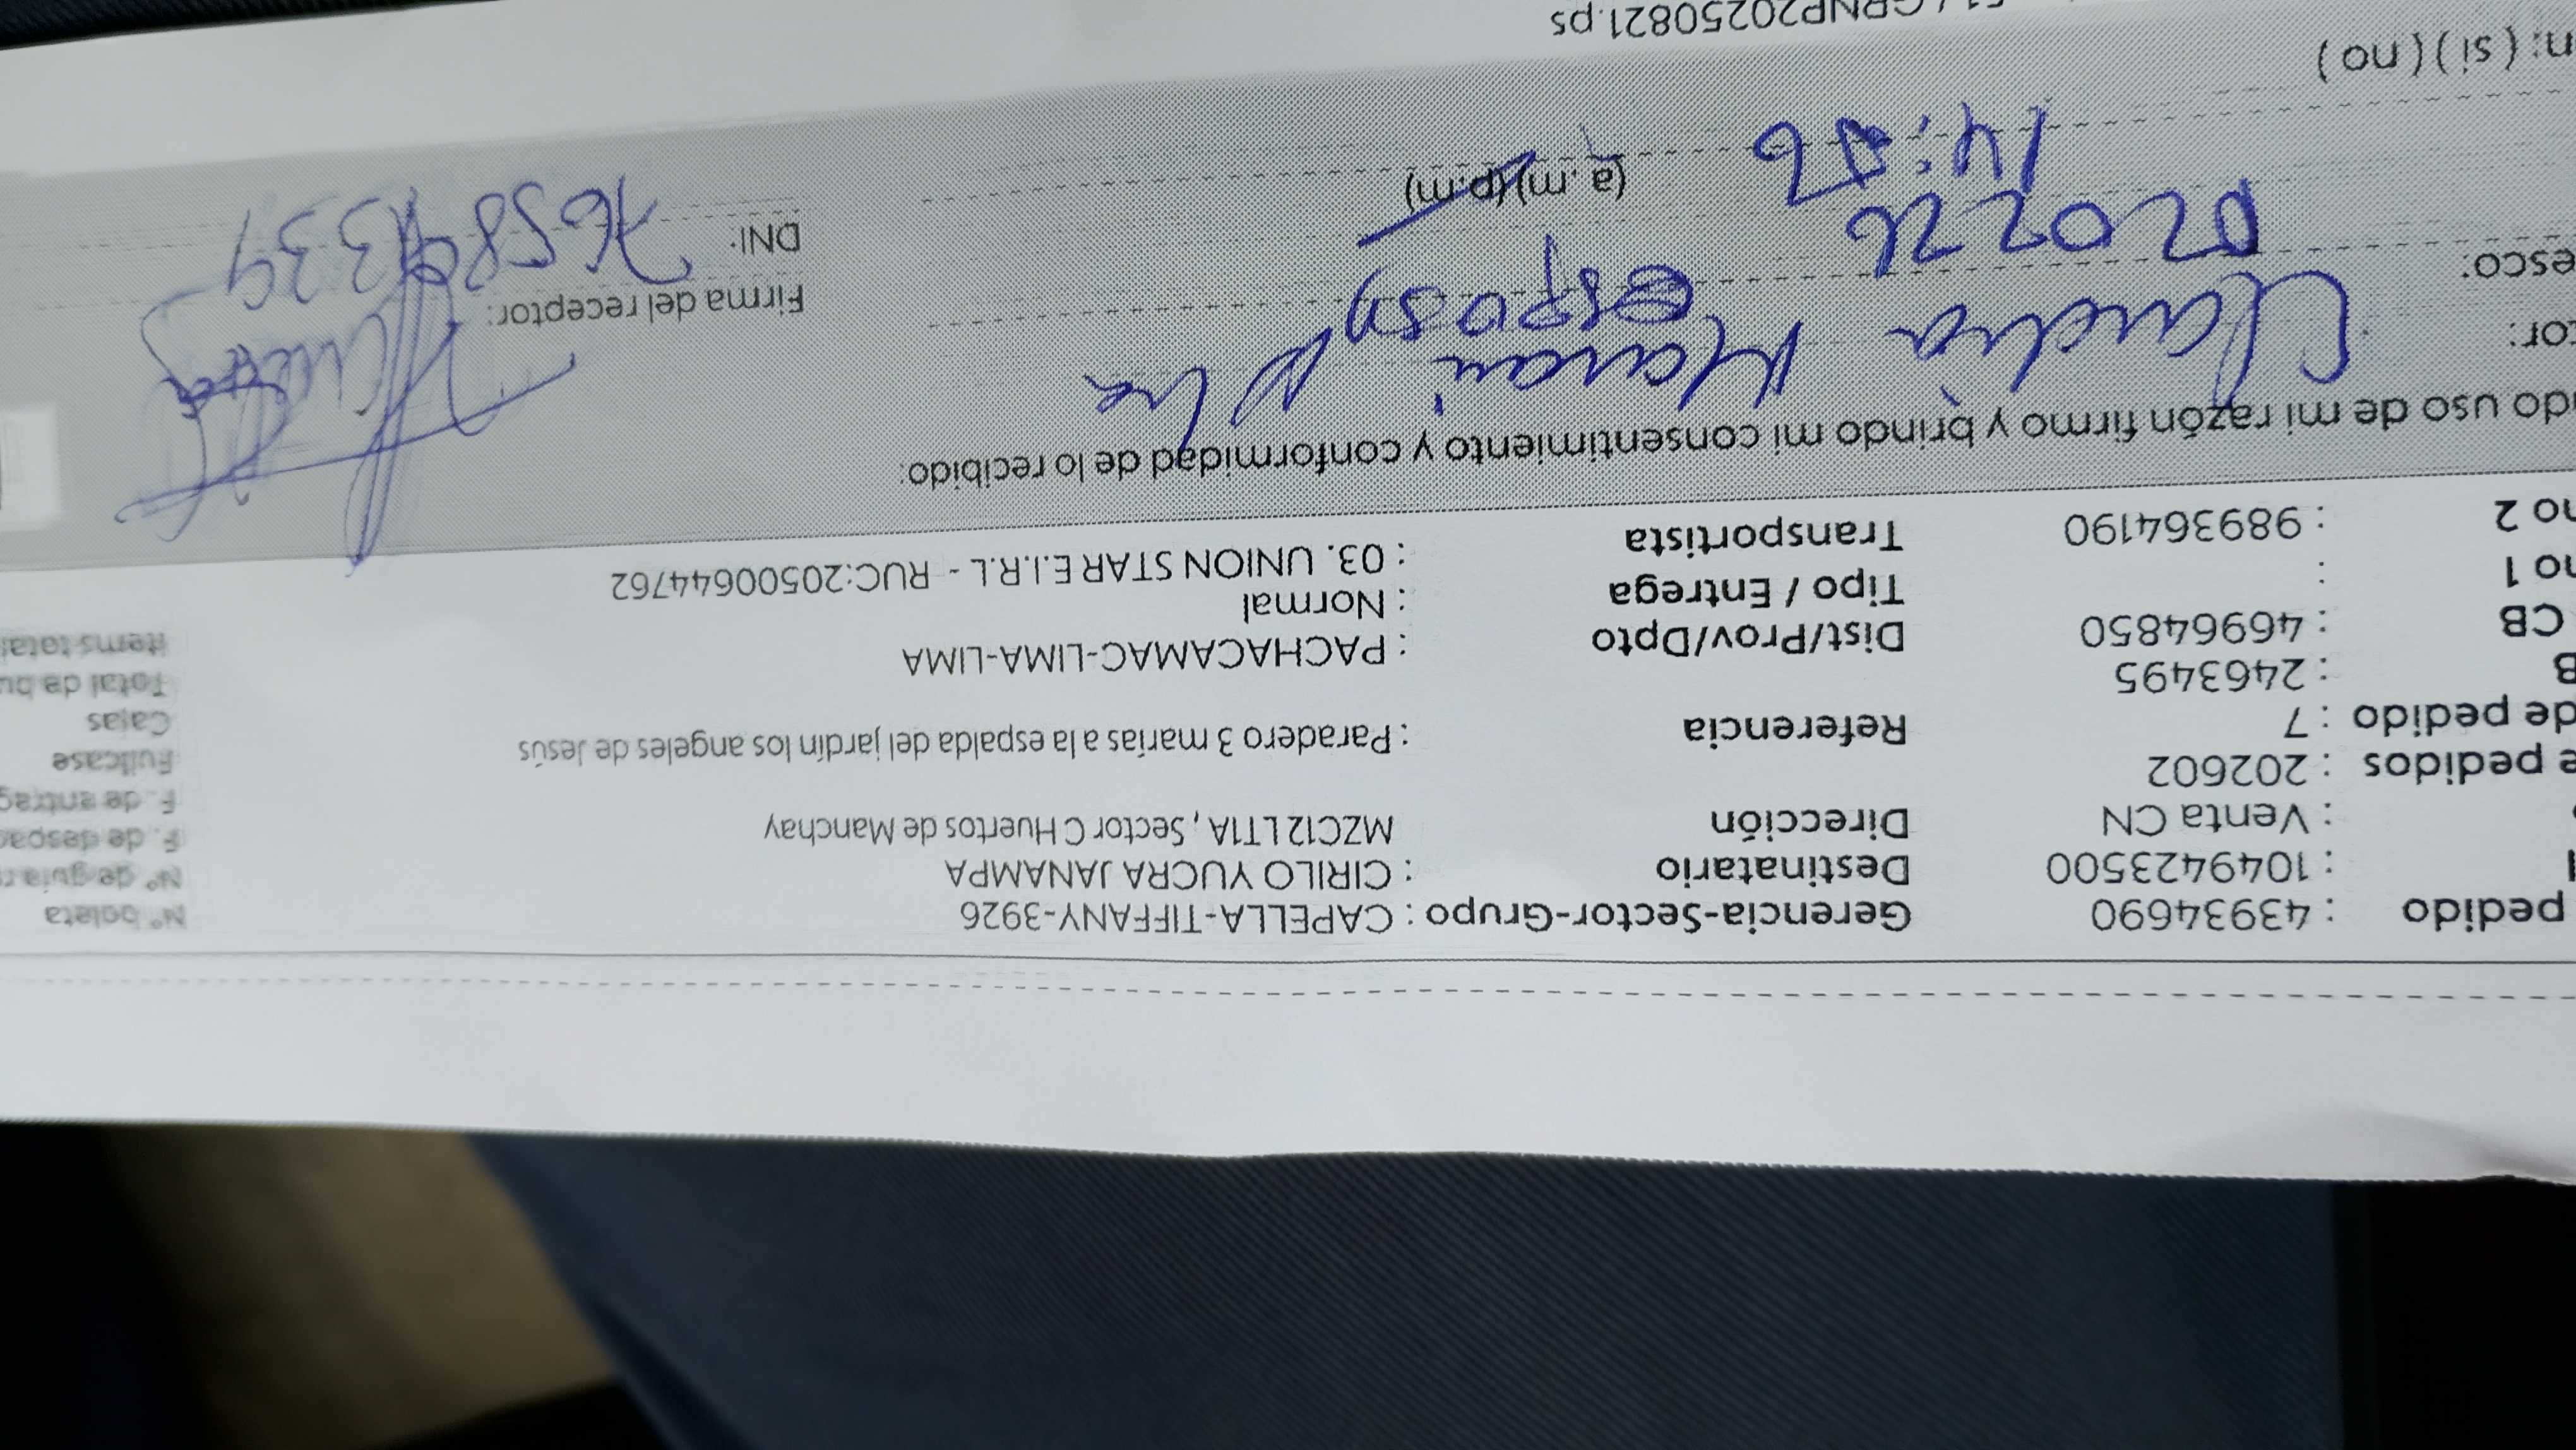 pedido : 43934690 Gerencia-Sector-Grupo : CAPELLA-TIFFANY-3926 N° boleta
: 1049423500 Destinatario : CIRILO YUCRA JANAMPA N° de guia
: Venta CN Dirección MZC12 LT1A , Sector C Huertos de Manchay F. de despac
e pedidos : 202602 F. de entreg
de pedido : 7 Referencia : Paradero 3 marías a la espalda del jardín los angeles de Jesús Fullcase
B : 2463495 Cajas
CB : 46964850 Dist/Prov/Dpto : PACHACAMAC-LIMA-LIMA Total de bu
no 1 : Tipo / Entrega : Normal Items total
no 2 : 989364190 Transportista : 03. UNION STAR E.I.R.L - RUC:20500644762
do uso de mi razón firmo y brindo mi consentimiento y conformidad de lo recibido:
tor: Claudia
esco: esposa Firma del receptor:
020226 DNI:
14: (a.m)(p.m)
n: ( si ) ( no )
GRNP20250821.ps